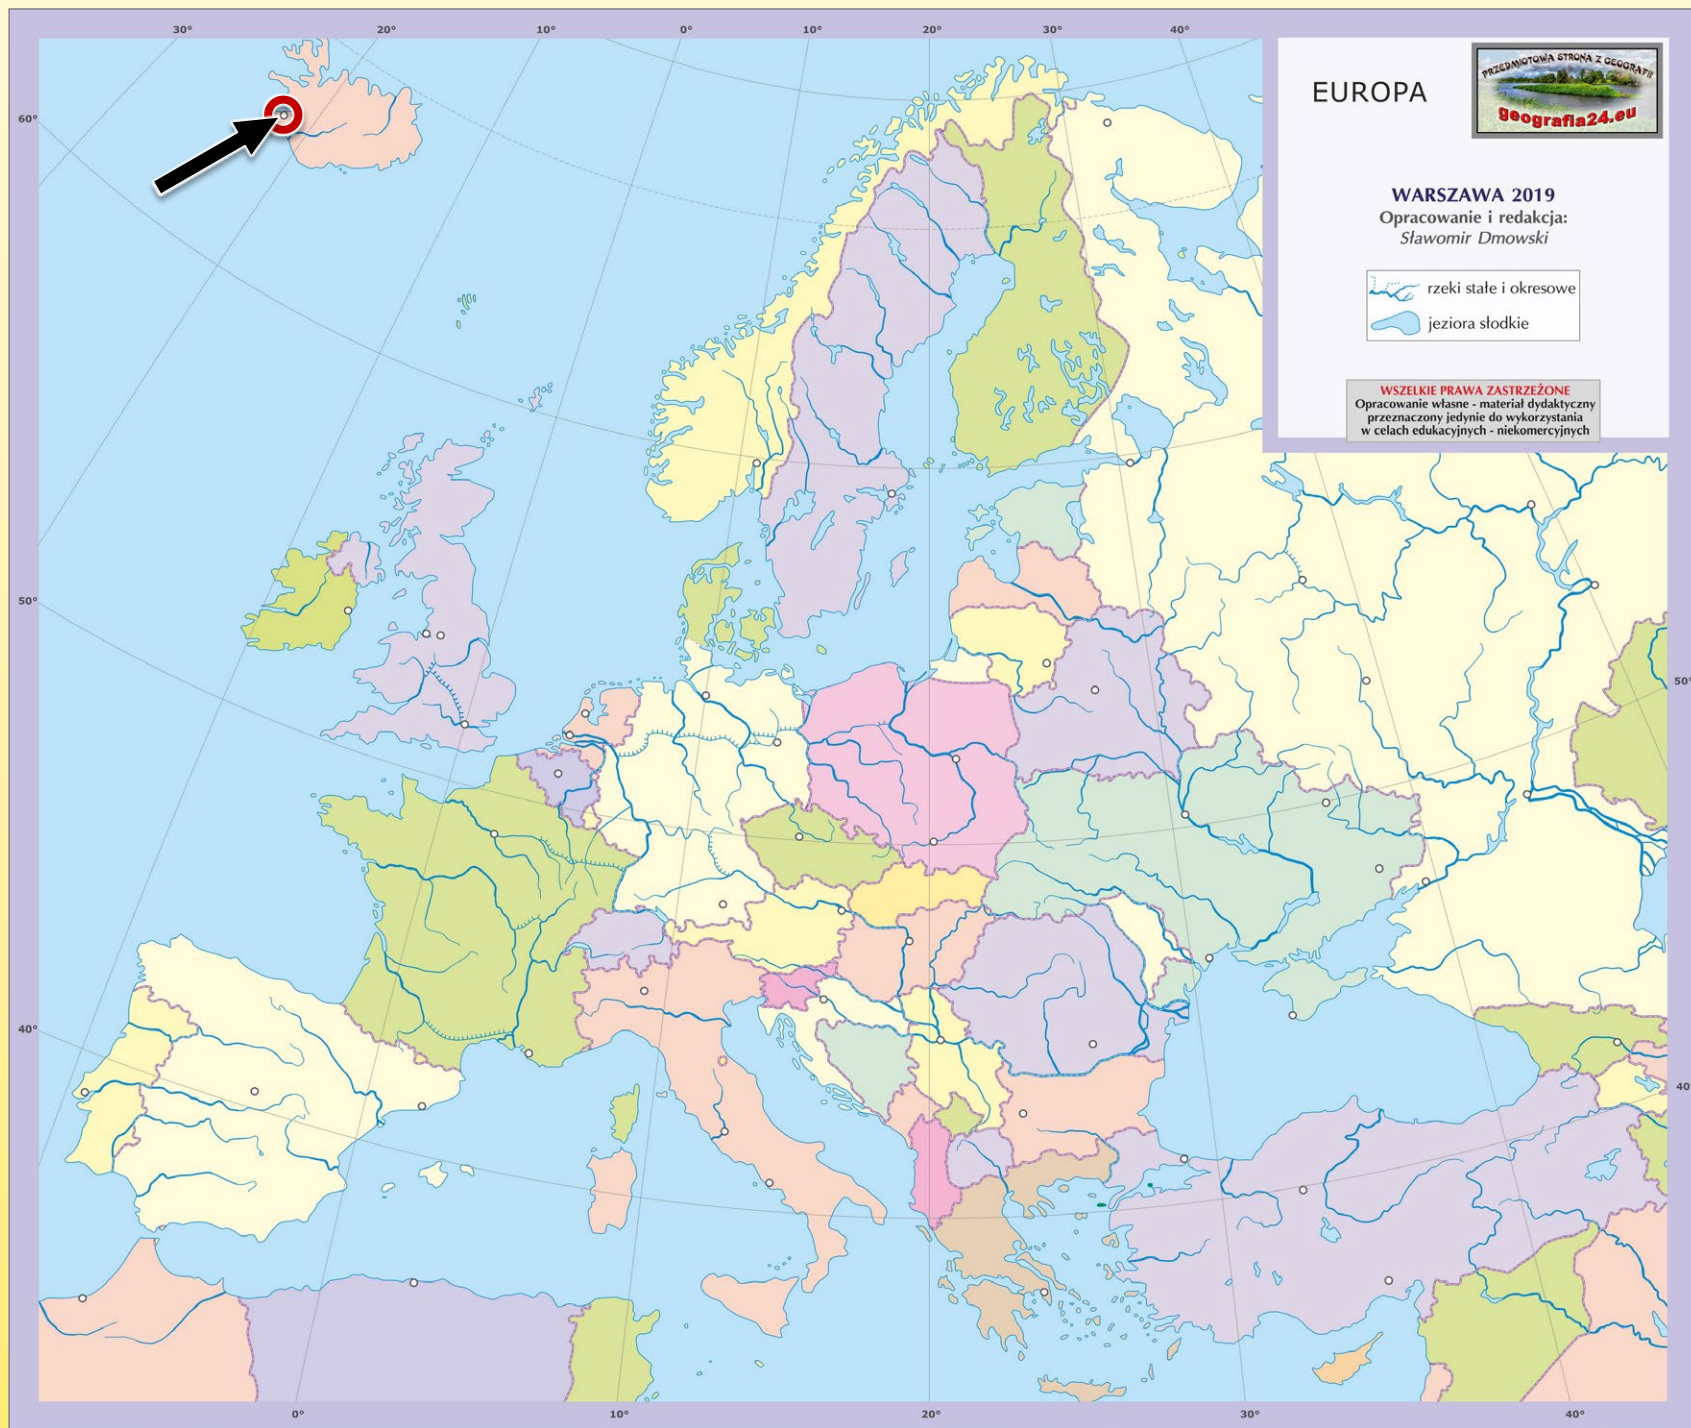 30°
20°
10°
0°
10°
20°
30°
40°
60°
50°
40°
50°
40°
0°
10°
20°
30°
40°
EUROPA
PRZEDMIOTOWA STRONA Z GEOGRAFII
geografia24.eu
WARSZAWA 2019
Opracowanie i redakcja:
Sławomir Dmowski
rzeki stałe i okresowe
jeziora słodkie
WSZELKIE PRAWA ZASTRZEŻONE
Opracowanie własne - materiał dydaktyczny
przeznaczony jedynie do wykorzystania
w celach edukacyjnych - niekomercyjnych